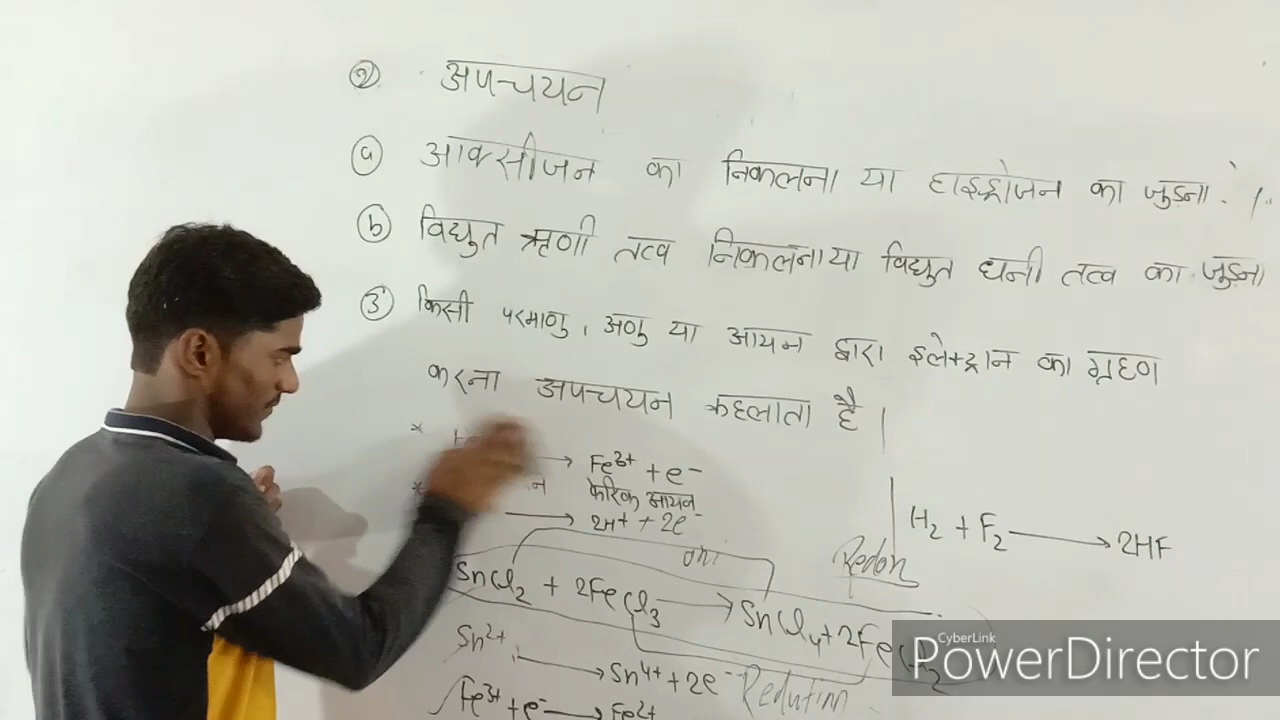 ② अपचयन
ⓐ आक्सीजन का निकलना या हाइड्रोजन का जुड़ना ।
ⓑ विद्युत ऋणी तत्व निकलना या विद्युत धनी तत्व का जुड़ना
③ किसी परमाणु, अणु या आयन द्वारा इलेक्ट्रान का ग्रहण
करना अपचयन कहलाता है |
* → Fe³⁺ + e⁻
* फेरिक आयन
→ 2H⁺ + 2e⁻
H₂ + F₂ → 2HF
SnCl₂ + 2FeCl₃ → SnCl₄ + 2FeCl₂
Sn²⁺ → Sn⁴⁺ + 2e⁻
Fe³⁺ + e⁻ → Fe²⁺
CyberLink
PowerDirector